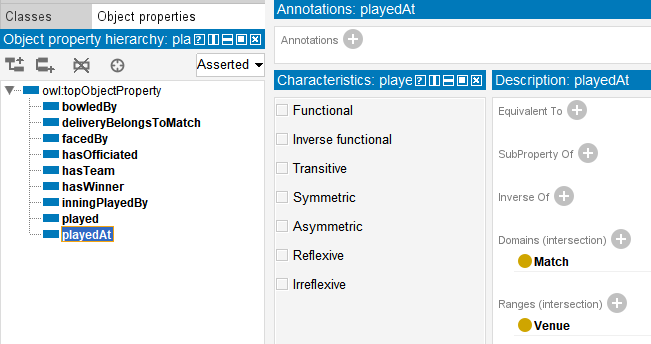 Classes
Object properties
Object property hierarchy: pla
Asserted
owl:topObjectProperty
bowledBy
deliveryBelongsToMatch
facedBy
hasOfficiated
hasTeam
hasWinner
inningPlayedBy
played
playedAt
Annotations: playedAt
Annotations
Characteristics: playe
Functional
Inverse functional
Transitive
Symmetric
Asymmetric
Reflexive
Irreflexive
Description: playedAt
Equivalent To
SubProperty Of
Inverse Of
Domains (intersection)
Match
Ranges (intersection)
Venue